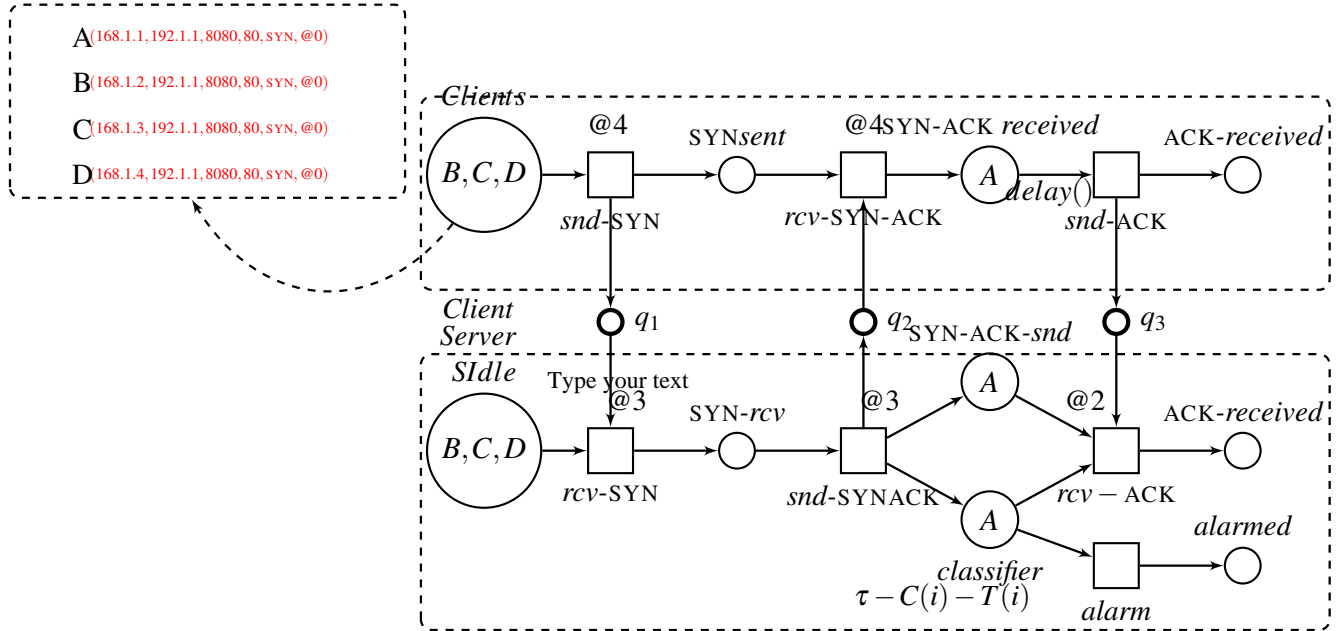 A(168.1.1,192.1.1,8080,80,SYN,@0)
B(168.1.2,192.1.1,8080,80,SYN,@0)
C(168.1.3,192.1.1,8080,80,SYN,@0)
D(168.1.4,192.1.1,8080,80,SYN,@0)
Clients
@4
SYNsent
@4
SYN-ACK received
ACK-received
B,C,D
A
delay()
snd-SYN
rcv-SYN-ACK
snd-ACK
Client
q1
q2
q3
Server
SYN-ACK-snd
SIdle
Type your text
A
@3
SYN-rcv
@3
@2
ACK-received
B,C,D
rcv-SYN
snd-SYNACK
rcv − ACK
A
alarmed
classifier
τ − C(i) − T(i)
alarm